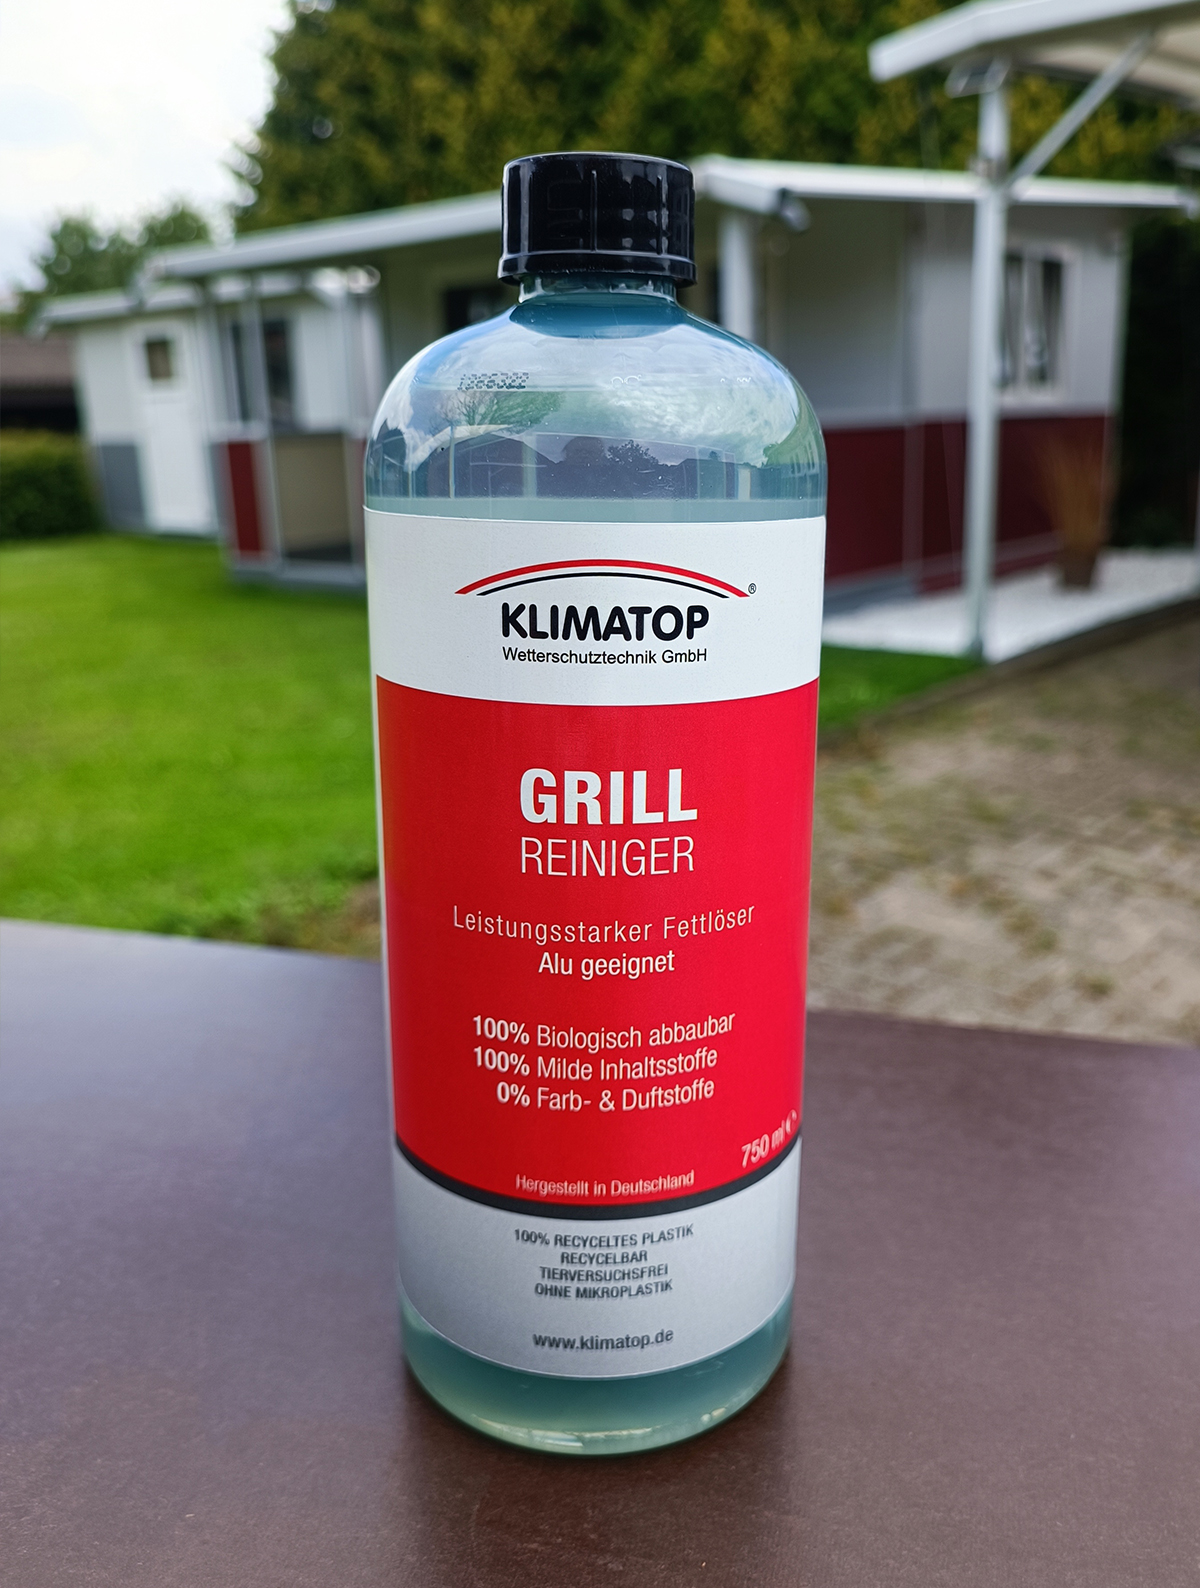 KLIMATOP®
Wetterschutztechnik GmbH
GRILL
REINIGER
Leistungsstarker Fettlöser
Alu geeignet
100% Biologisch abbaubar
100% Milde Inhaltsstoffe
0% Farb- & Duftstoffe
750 ml
Hergestellt in Deutschland
100% RECYCELTES PLASTIK
RECYCELBAR
TIERVERSUCHSFREI
OHNE MIKROPLASTIK
www.klimatop.de